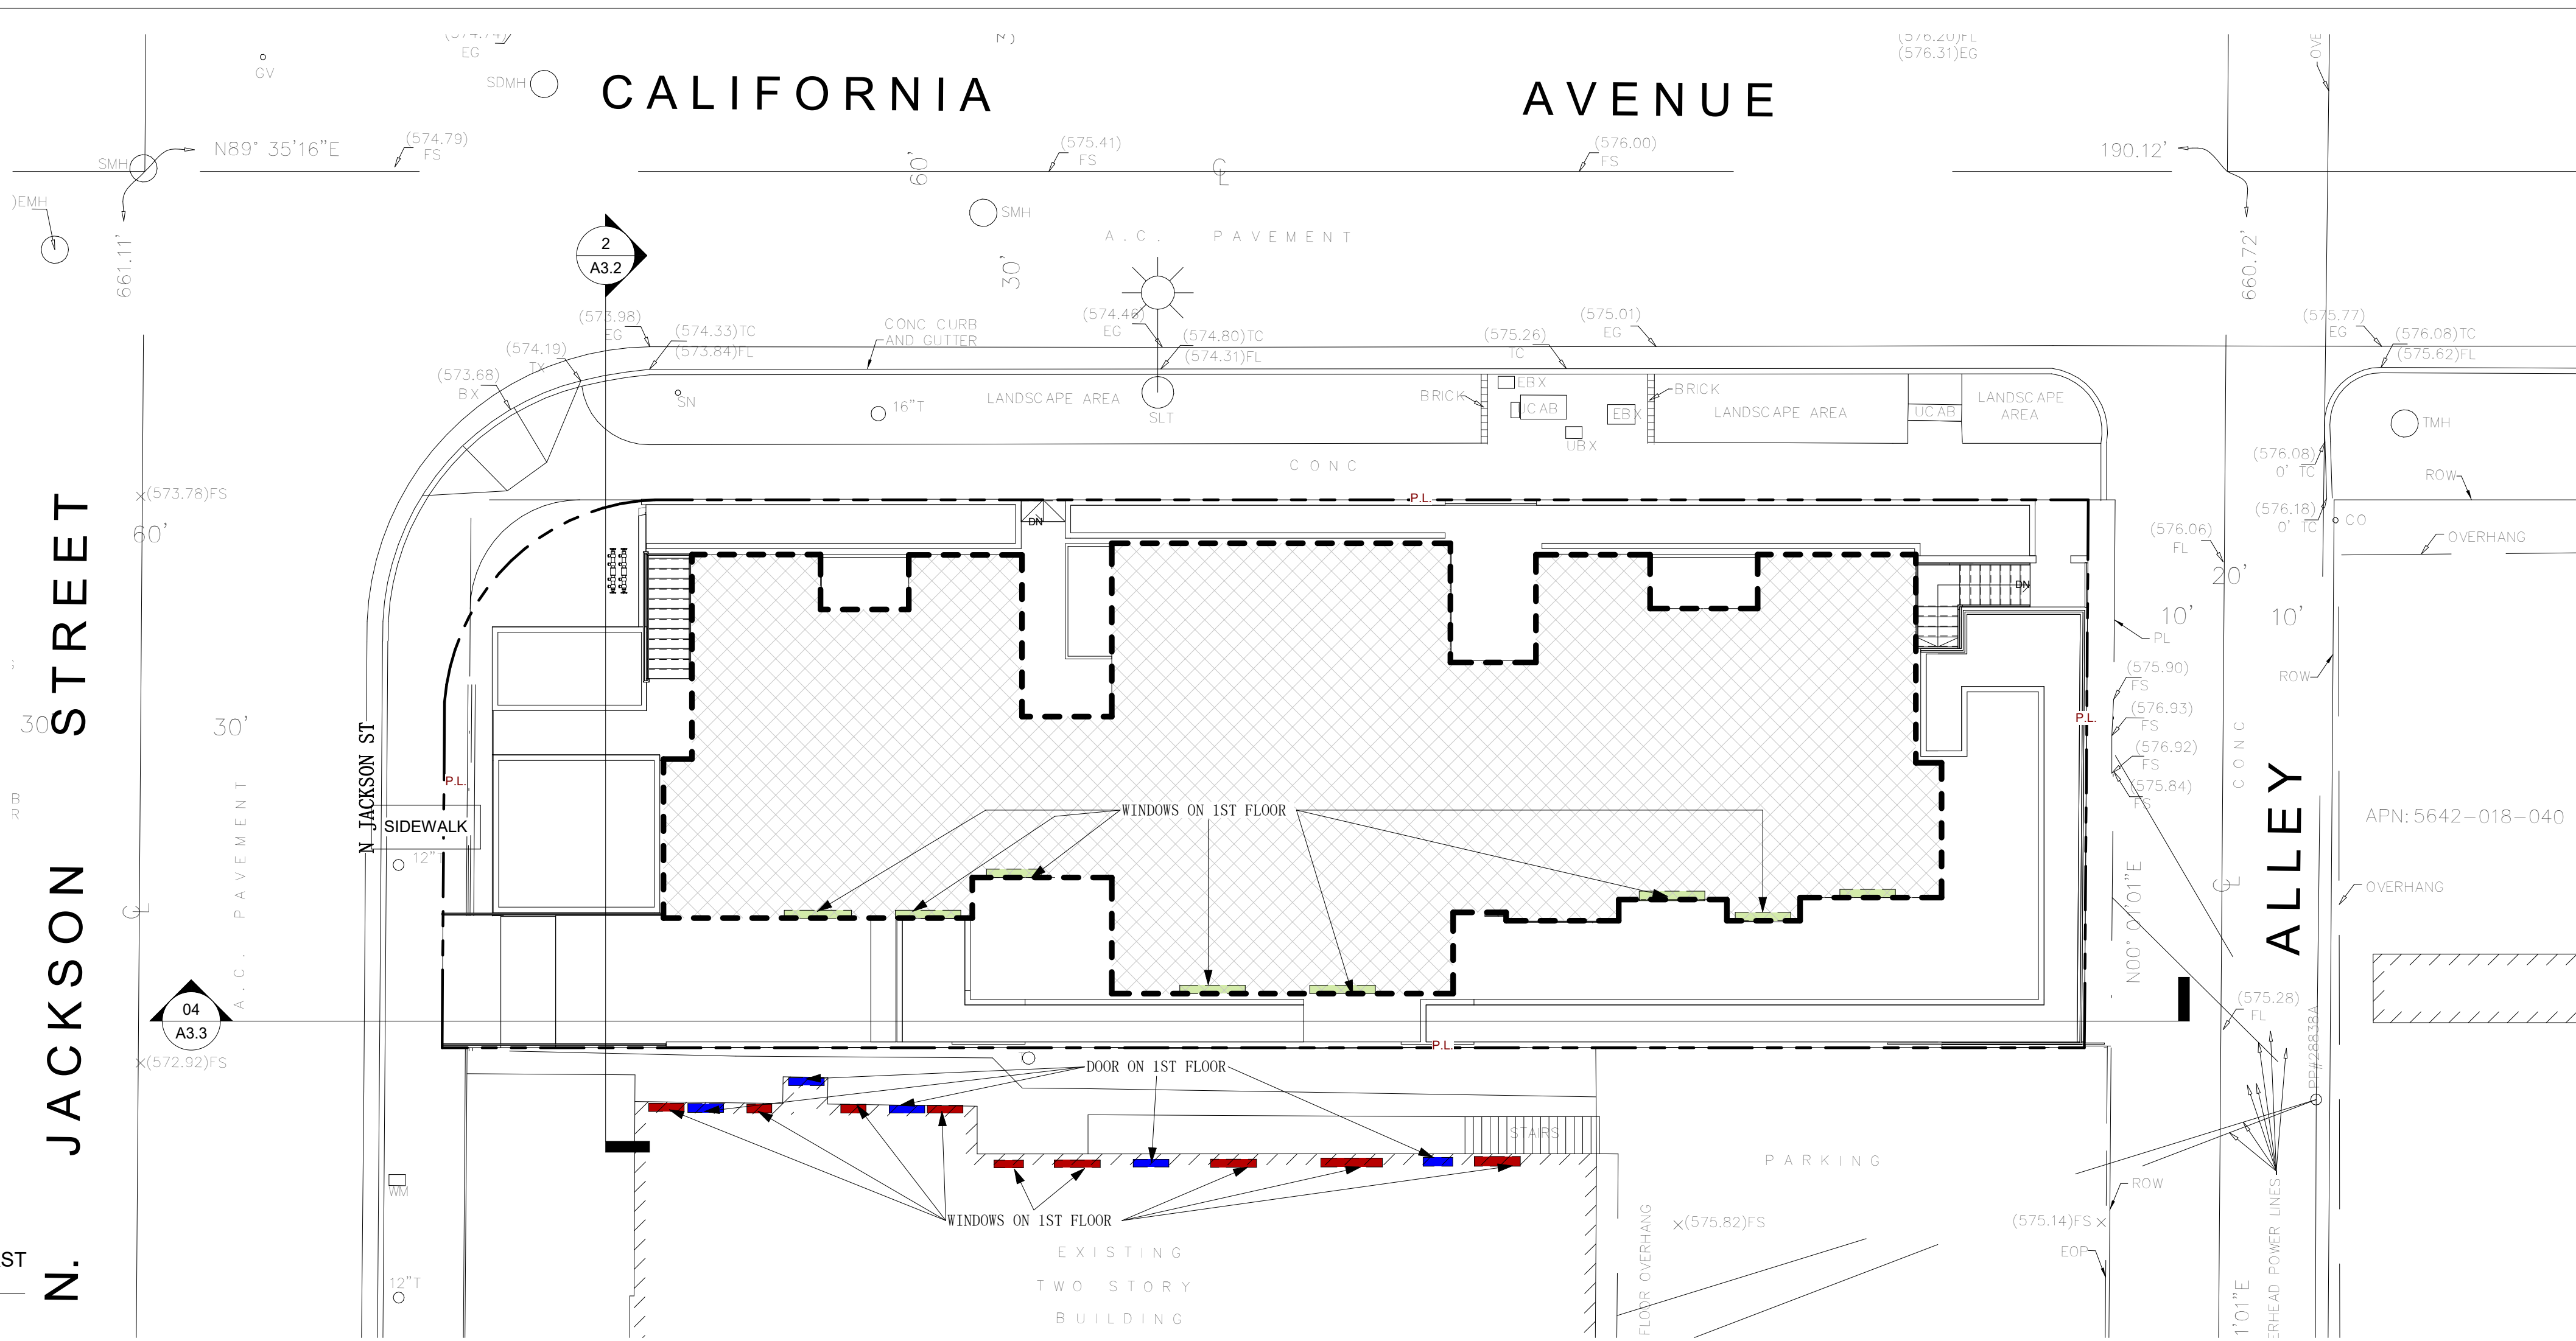 EG
GV
SDMH
CALIFORNIA AVENUE
(576.31)EG
SMH
N89° 35'16"E
(574.79)
FS
60'
(575.41)
FS
(576.00)
FS
190.12'
)EMH
661.11'
2
A3.2
SMH
30'
A.C. PAVEMENT
660.72'
(573.98)
EG
(574.33)TC
(573.84)FL
CONC CURB
AND GUTTER
(574.46)
EG
(574.80)TC
(574.31)FL
(575.26)
TC
(575.01)
EG
(575.77)
EG
(576.08)TC
(575.62)FL
(574.19)
TX
(573.68)
BX
SN
16"T
LANDSCAPE AREA
SLT
BRICK
EBX
UCAB
EBX
UBX
BRICK
LANDSCAPE AREA
UCAB
LANDSCAPE
AREA
TMH
CONC
(576.08)
0' TC
ROW
(573.78)FS
60'
P.L.
DN
(576.18)
0' TC
CO
(576.06)
FL
OVERHANG
DN
20'
10'
10'
PL
(575.90)
FS
ROW
30
30'
P.L.
(576.93)
FS
(576.92)
FS
(575.84)
FS
CONC
N. JACKSON STREET
N JACKSON ST
P.L.
SIDEWALK
12"T
A.C. PAVEMENT
WINDOWS ON 1ST FLOOR
APN: 5642-018-040
ALLEY
OVERHANG
N00° 01'01"E
04
A3.3
(572.92)FS
P.L.
(575.28)
FL
PP#28838A
DOOR ON 1ST FLOOR
STAIRS
PARKING
ROW
WM
WINDOWS ON 1ST FLOOR
(575.82)FS
(575.14)FS
EOP
FLOOR OVERHANG
ERHEAD POWER LINES
EXISTING
TWO STORY
BUILDING
12"T
1'01"E